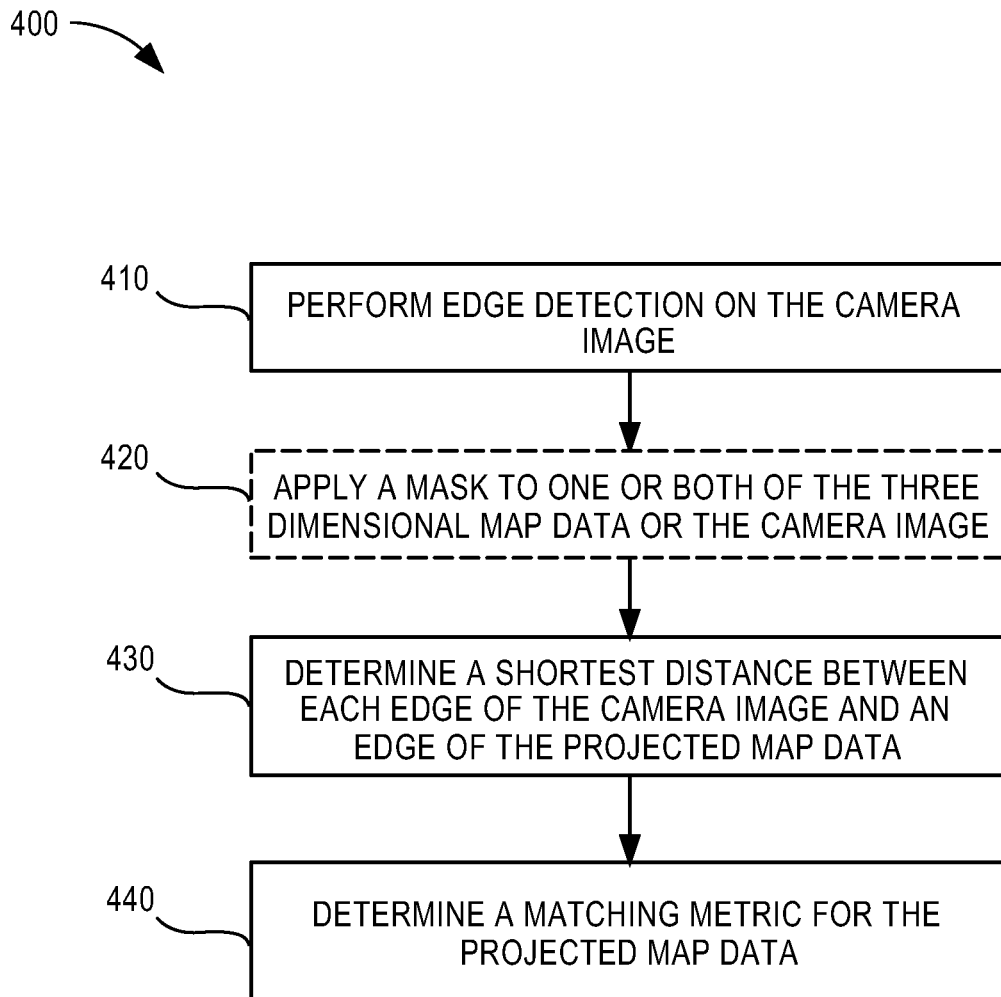 400
410
PERFORM EDGE DETECTION ON THE CAMERA
IMAGE
420
APPLY A MASK TO ONE OR BOTH OF THE THREE
DIMENSIONAL MAP DATA OR THE CAMERA IMAGE
430
DETERMINE A SHORTEST DISTANCE BETWEEN
EACH EDGE OF THE CAMERA IMAGE AND AN
EDGE OF THE PROJECTED MAP DATA
440
DETERMINE A MATCHING METRIC FOR THE
PROJECTED MAP DATA